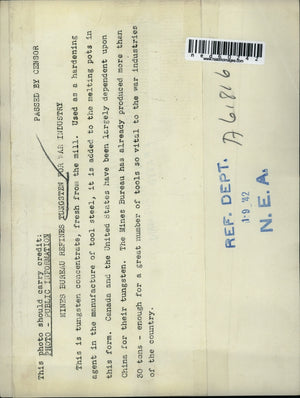 This photo should carry credit:
PHOTO - PUBLIC INFORMATION
PASSED BY CENSOR
MINES BUREAU REFINES TUNGSTEN FOR WAR INDUSTRY
This is tungsten concentrate, fresh from the mill. Used as a hardening
agent in the manufacture of tool steel, it is added to the melting pots in
this form. Canada and the United States have been largely dependent upon
China for their tungsten. The Mines Bureau has already produced more than
30 tons - enough for a great number of tools so vital to the war industries
of the country.
REF. DEPT.
9 '42
N. E. A.
A61816